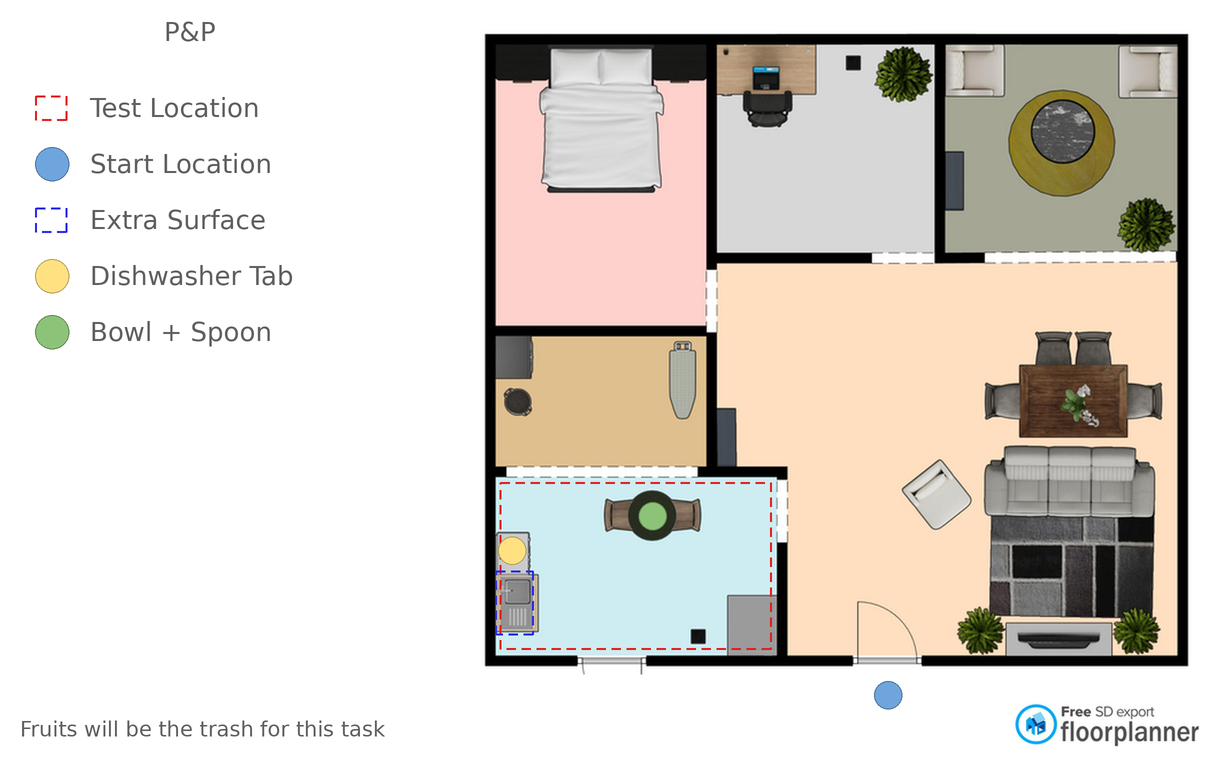 P&P
Test Location
Start Location
Extra Surface
Dishwasher Tab
Bowl + Spoon
Fruits will be the trash for this task
Free SD export
floorplanner